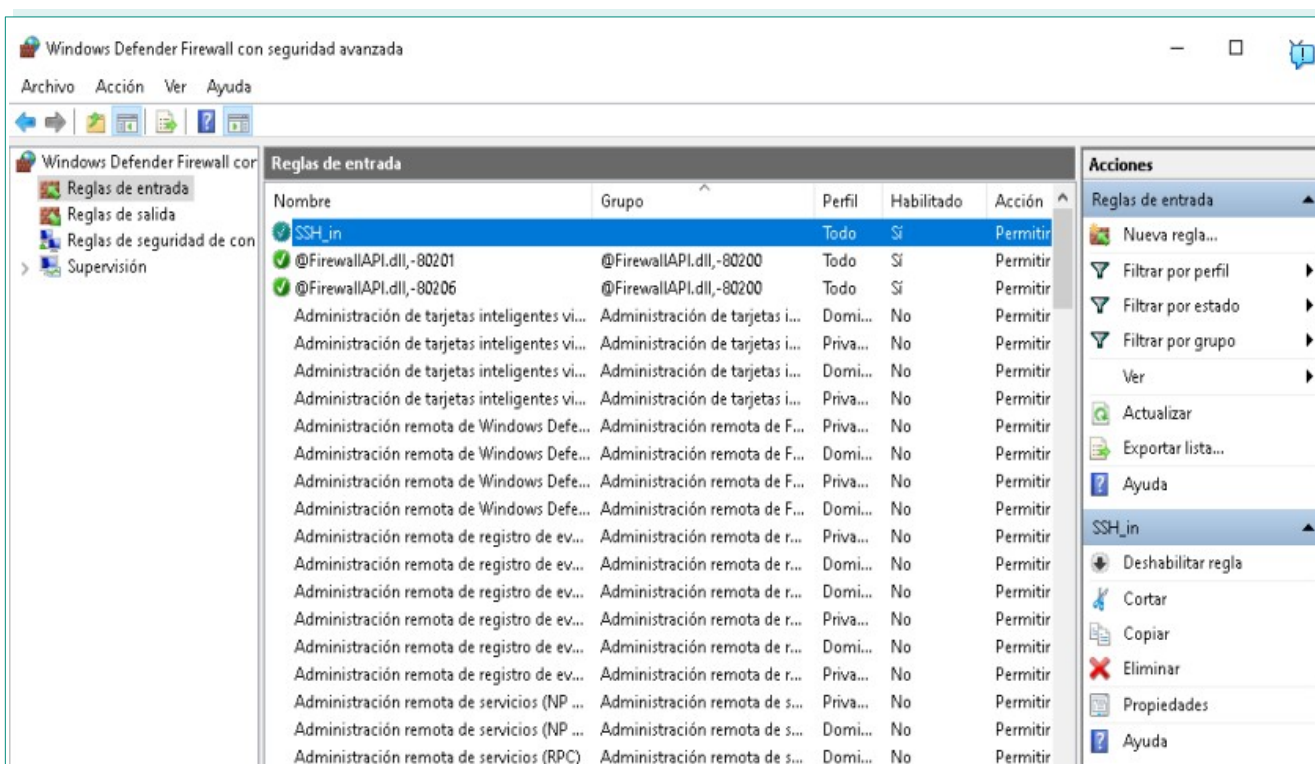 Windows Defender Firewall con seguridad avanzada
Archivo Acción Ver Ayuda
Windows Defender Firewall cor
Reglas de entrada
Reglas de salida
Reglas de seguridad de con
Supervisión
Reglas de entrada
Nombre Grupo Perfil Habilitado Acción
SSH_in Todo Sí Permitir
@FirewallAPI.dll,-80201 @FirewallAPI.dll,-80200 Todo Sí Permitir
@FirewallAPI.dll,-80206 @FirewallAPI.dll,-80200 Todo Sí Permitir
Administración de tarjetas inteligentes vi... Administración de tarjetas i... Domi... No Permitir
Administración de tarjetas inteligentes vi... Administración de tarjetas i... Priva... No Permitir
Administración de tarjetas inteligentes vi... Administración de tarjetas i... Domi... No Permitir
Administración de tarjetas inteligentes vi... Administración de tarjetas i... Priva... No Permitir
Administración remota de Windows Defe... Administración remota de F... Priva... No Permitir
Administración remota de Windows Defe... Administración remota de F... Domi... No Permitir
Administración remota de Windows Defe... Administración remota de F... Priva... No Permitir
Administración remota de Windows Defe... Administración remota de F... Domi... No Permitir
Administración remota de registro de ev... Administración remota de r... Priva... No Permitir
Administración remota de registro de ev... Administración remota de r... Domi... No Permitir
Administración remota de registro de ev... Administración remota de r... Domi... No Permitir
Administración remota de registro de ev... Administración remota de r... Priva... No Permitir
Administración remota de registro de ev... Administración remota de r... Domi... No Permitir
Administración remota de registro de ev... Administración remota de r... Priva... No Permitir
Administración remota de servicios (NP ... Administración remota de s... Priva... No Permitir
Administración remota de servicios (NP ... Administración remota de s... Domi... No Permitir
Administración remota de servicios (RPC) Administración remota de s... Domi... No Permitir
Acciones
Reglas de entrada
Nueva regla...
Filtrar por perfil
Filtrar por estado
Filtrar por grupo
Ver
Actualizar
Exportar lista...
Ayuda
SSH_in
Deshabilitar regla
Cortar
Copiar
Eliminar
Propiedades
Ayuda